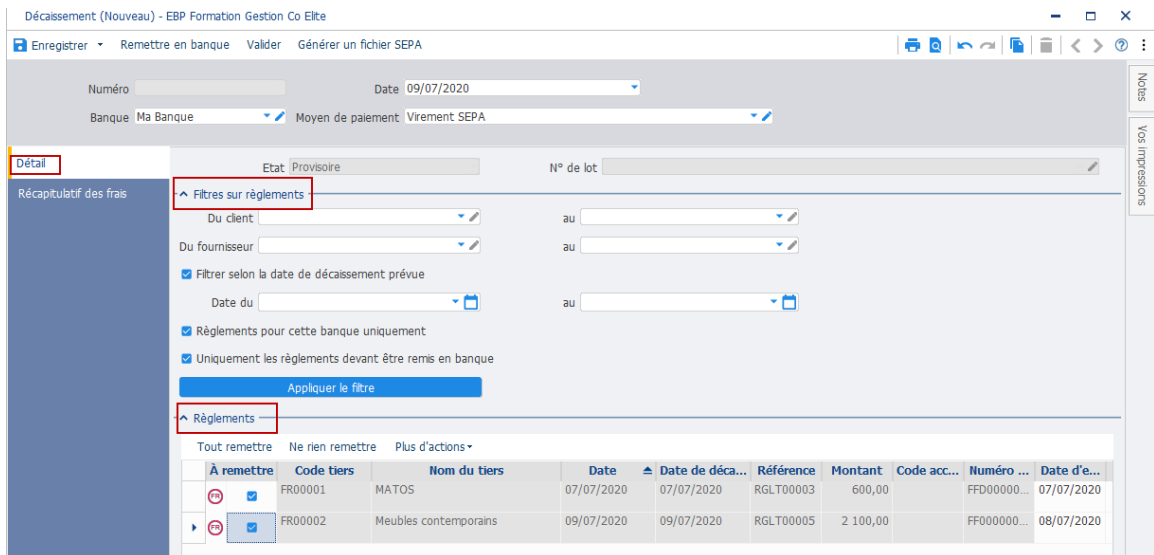 Décaissement (Nouveau) - EBP Formation Gestion Co Elite
Enregistrer Remettre en banque Valider Générer un fichier SEPA
Numéro Date 09/07/2020
Banque Ma Banque Moyen de paiement Virement SEPA
Notes
Vos impressions
Détail
Récapitulatif des frais
Etat Provisoire N° de lot
Filtres sur règlements
Du client au
Du fournisseur au
Filtrer selon la date de décaissement prévue
Date du au
Règlements pour cette banque uniquement
Uniquement les règlements devant être remis en banque
Appliquer le filtre
Règlements
Tout remettre Ne rien remettre Plus d'actions
À remettre Code tiers Nom du tiers Date Date de déca... Référence Montant Code acc... Numéro ... Date d'e...
FR FR00001 MATOS 07/07/2020 07/07/2020 RGLT00003 600,00 FFD00000... 07/07/2020
FR FR00002 Meubles contemporains 09/07/2020 09/07/2020 RGLT00005 2 100,00 FF000000... 08/07/2020